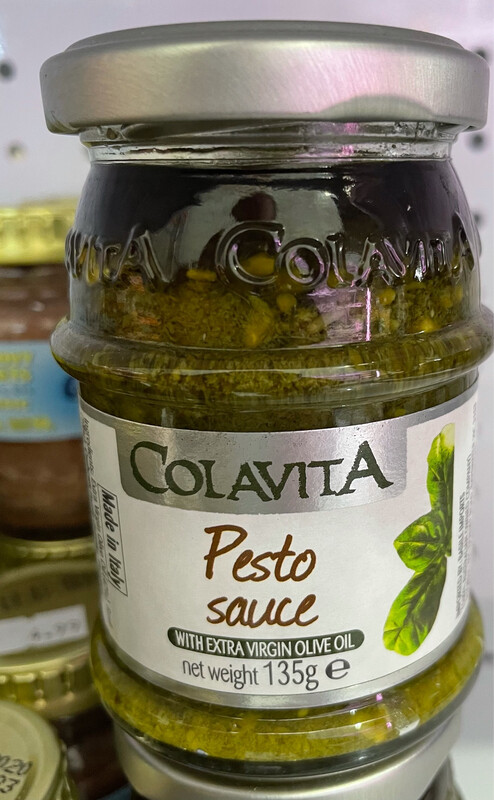 COLAVITA
COLAVITA
Pesto
sauce
WITH EXTRA VIRGIN OLIVE OIL
net weight 135g e
Made in Italy